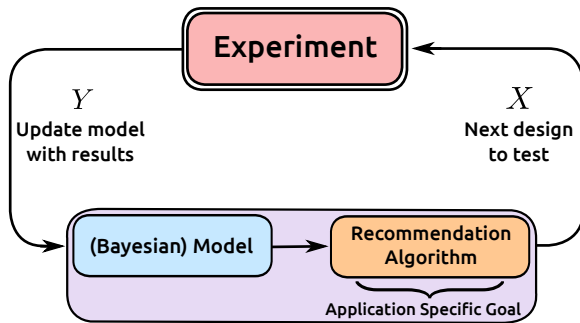 Experiment
Y
Update model
with results
X
Next design
to test
(Bayesian) Model
Recommendation
Algorithm
Application Specific Goal